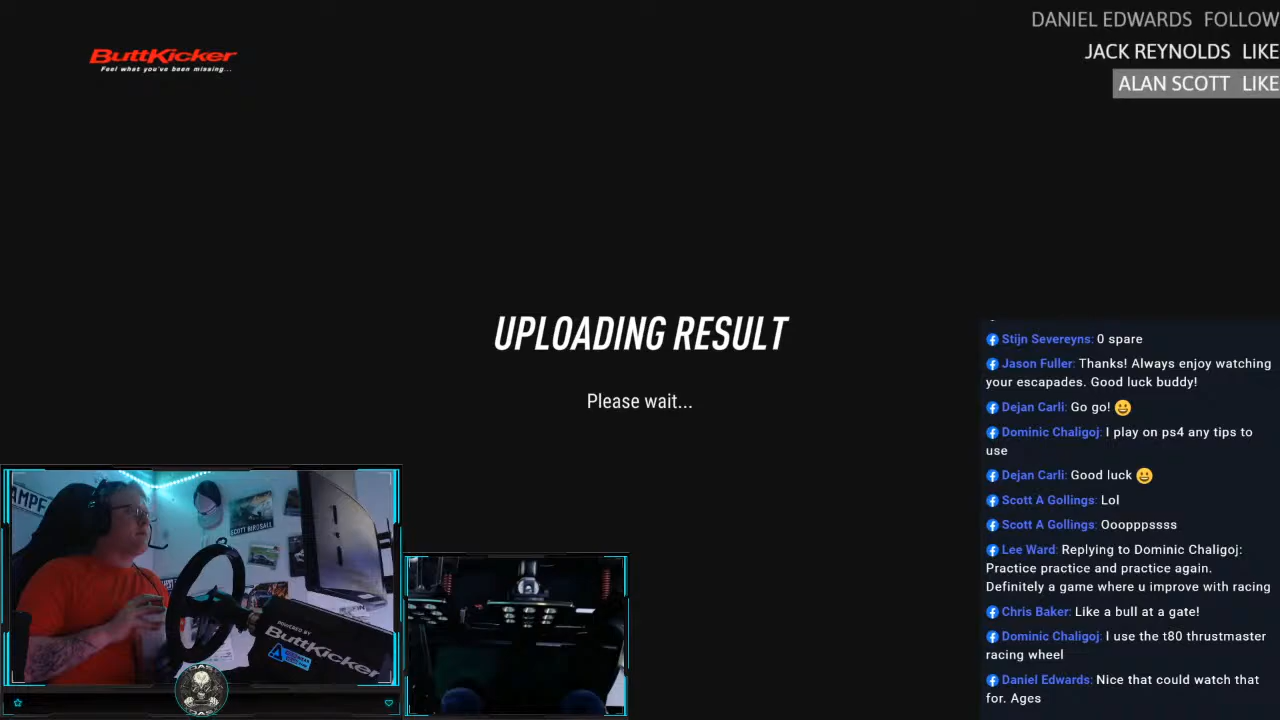 DANIEL EDWARDS FOLLOW
JACK REYNOLDS LIKE
ALAN SCOTT LIKE
ButtKicker
Feel what you've been missing...
UPLOADING RESULT
Please wait...
Stijn Severeyns: 0 spare
Jason Fuller: Thanks! Always enjoy watching
your escapades. Good luck buddy!
Dejan Carli: Go go! 😀
Dominic Chaligoj: I play on ps4 any tips to
use
Dejan Carli: Good luck 😀
Scott A Gollings: Lol
Scott A Gollings: Ooopppssss
Lee Ward: Replying to Dominic Chaligoj:
Practice practice and practice again.
Definitely a game where u improve with racing
Chris Baker: Like a bull at a gate!
Dominic Chaligoj: I use the t80 thrustmaster
racing wheel
Daniel Edwards: Nice that could watch that
for. Ages
SCOTT BIRDSALL
POWERED BY
ButtKicker